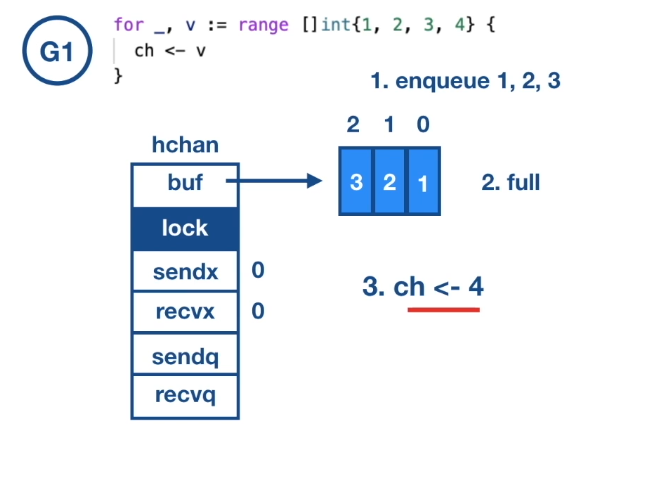 G1
for _, v := range []int{1, 2, 3, 4} {
ch <- v
}
1. enqueue 1, 2, 3
2 1 0
hchan
buf
3 2 1
2. full
lock
sendx 0
3. ch <- 4
recvx 0
sendq
recvq